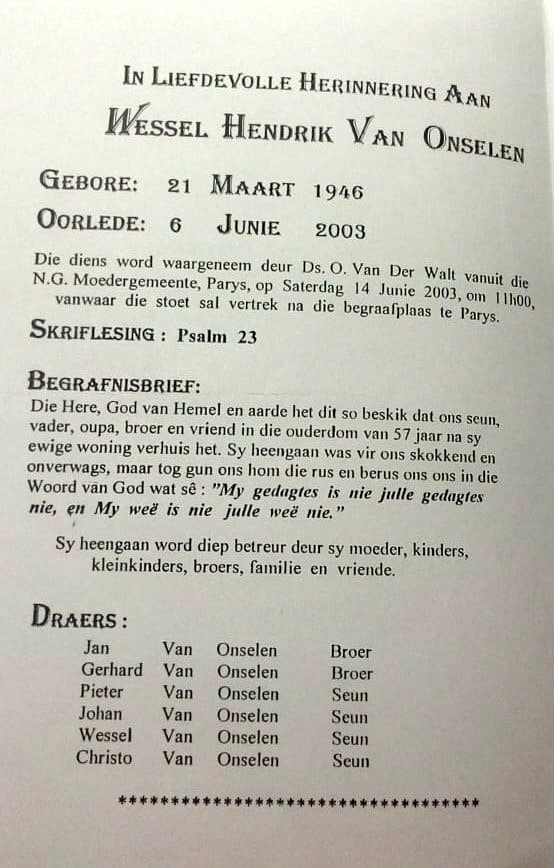 In Liefdevolle Herinnering Aan
Wessel Hendrik Van Onselen
Gebore: 21 Maart 1946
Oorlede: 6 Junie 2003
Die diens word waargeneem deur Ds. O. Van Der Walt vanuit die
N.G. Moedergemeente, Parys, op Saterdag 14 Junie 2003, om 11h00,
vanwaar die stoet sal vertrek na die begraafplaas te Parys.
Skriflesing : Psalm 23
Begrafnisbrief:
Die Here, God van Hemel en aarde het dit so beskik dat ons seun,
vader, oupa, broer en vriend in die ouderdom van 57 jaar na sy
ewige woning verhuis het. Sy heengaan was vir ons skokkend en
onverwags, maar tog gun ons hom die rus en berus ons ons in die
Woord van God wat sê : "My gedagtes is nie julle gedagtes
nie, en My weë is nie julle weë nie."
Sy heengaan word diep betreur deur sy moeder, kinders,
kleinkinders, broers, familie en vriende.
Draers :
Jan Van Onselen Broer
Gerhard Van Onselen Broer
Pieter Van Onselen Seun
Johan Van Onselen Seun
Wessel Van Onselen Seun
Christo Van Onselen Seun
***********************************